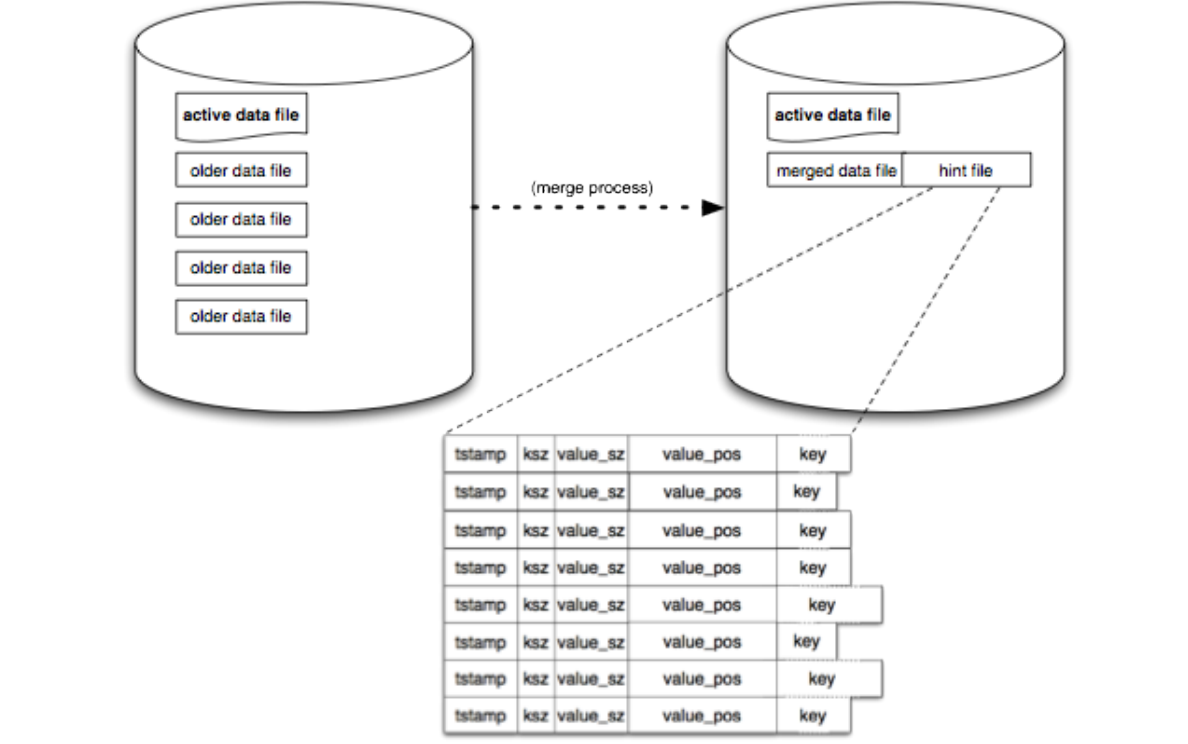 active data file
older data file
older data file
older data file
older data file
(merge process)
active data file
merged data file hint file
tstamp ksz value_sz value_pos key
tstamp ksz value_sz value_pos key
tstamp ksz value_sz value_pos key
tstamp ksz value_sz value_pos key
tstamp ksz value_sz value_pos key
tstamp ksz value_sz value_pos key
tstamp ksz value_sz value_pos key
tstamp ksz value_sz value_pos key